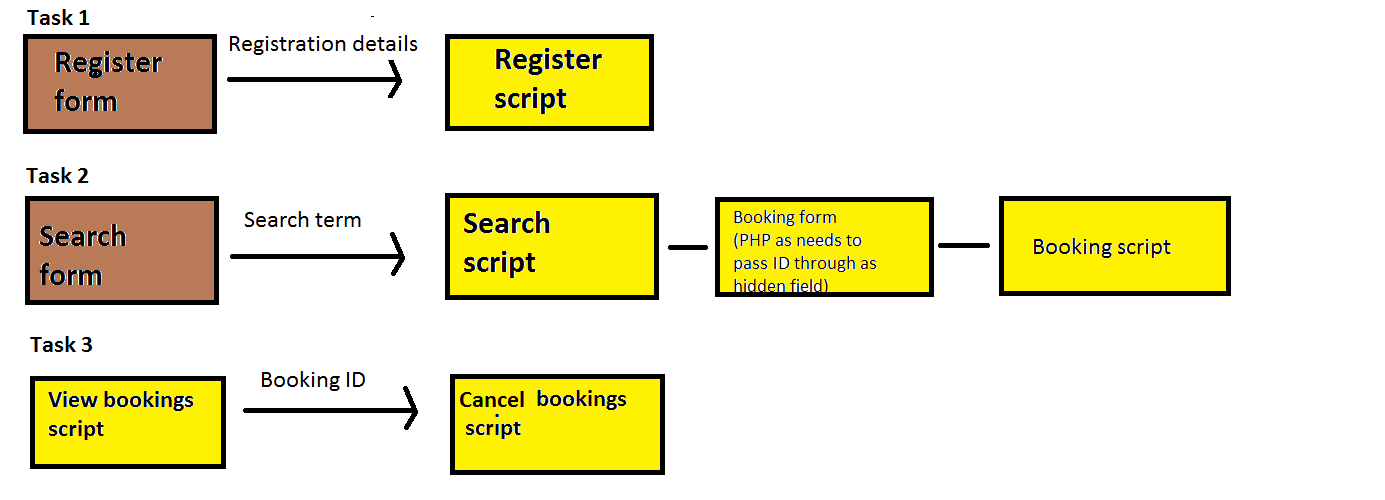 Task 1
Register
form
Registration details
Register
script
Task 2
Search
form
Search term
Search
script
Booking form
(PHP as needs to
pass ID through as
hidden field)
Booking script
Task 3
View bookings
script
Booking ID
Cancel bookings
script